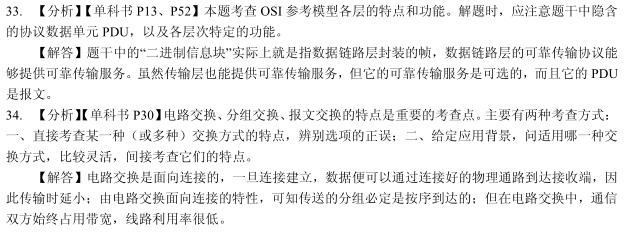 33. 【分析】【单科书 P13、P52】本题考查 OSI 参考模型各层的特点和功能。解题时，应注意题干中隐含
的协议数据单元 PDU，以及各层次特定的功能。
【解答】题干中的“二进制信息块”实际上就是指数据链路层封装的帧，数据链路层的可靠传输协议能
够提供可靠传输服务。虽然传输层也能提供可靠传输服务，但它的可靠传输服务是可选的，而且它的 PDU
是报文。
34. 【分析】【单科书 P30】电路交换、分组交换、报文交换的特点是重要的考查点。主要有两种考查方式：
一、直接考查某一种（或多种）交换方式的特点，辨别选项的正误；二、给定应用背景，问适用哪一种交
换方式，比较灵活，间接考查它们的特点。
【解答】电路交换是面向连接的，一旦连接建立，数据便可以通过连接好的物理通路到达接收端，因
此传输时延小；由电路交换面向连接的特性，可知传送的分组必定是按序到达的；但在电路交换中，通信
双方始终占用带宽，线路利用率很低。